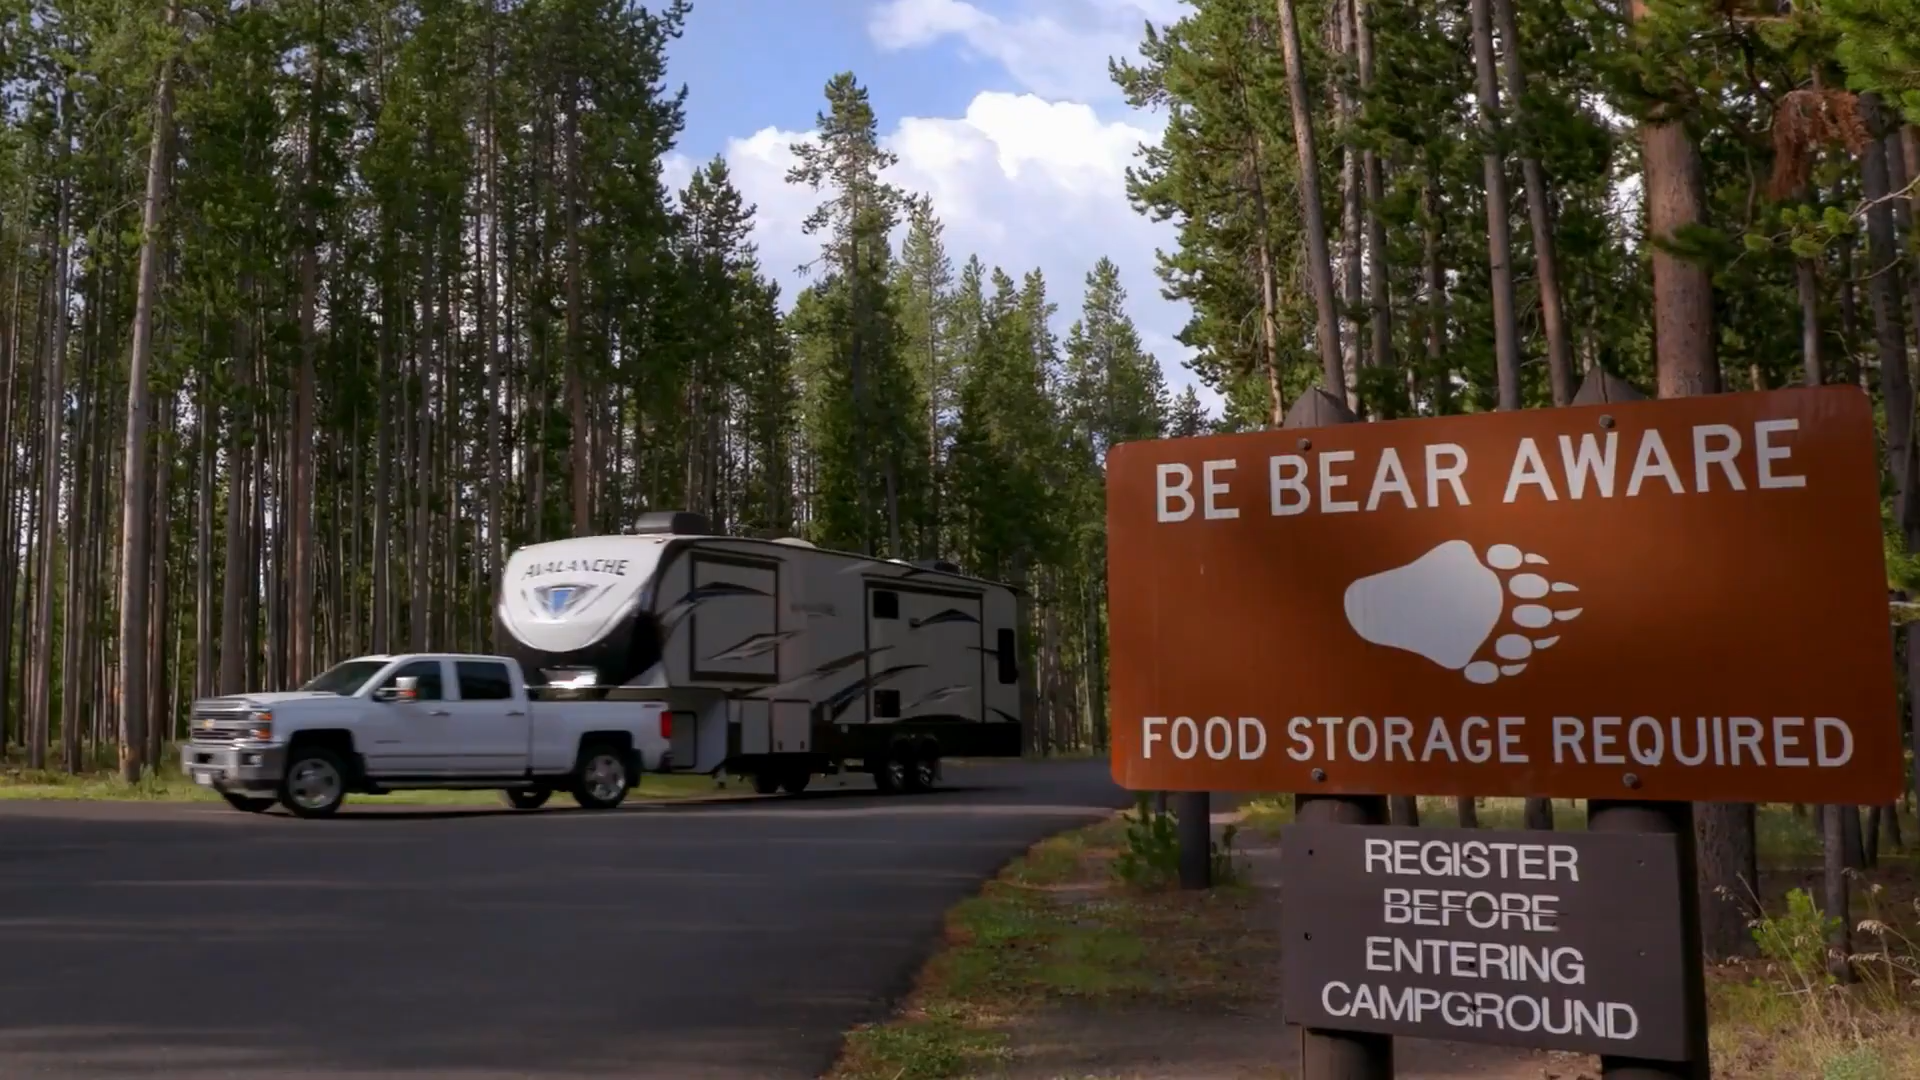 AVALANCHE
BE BEAR AWARE
FOOD STORAGE REQUIRED
REGISTER
BEFORE
ENTERING
CAMPGROUND